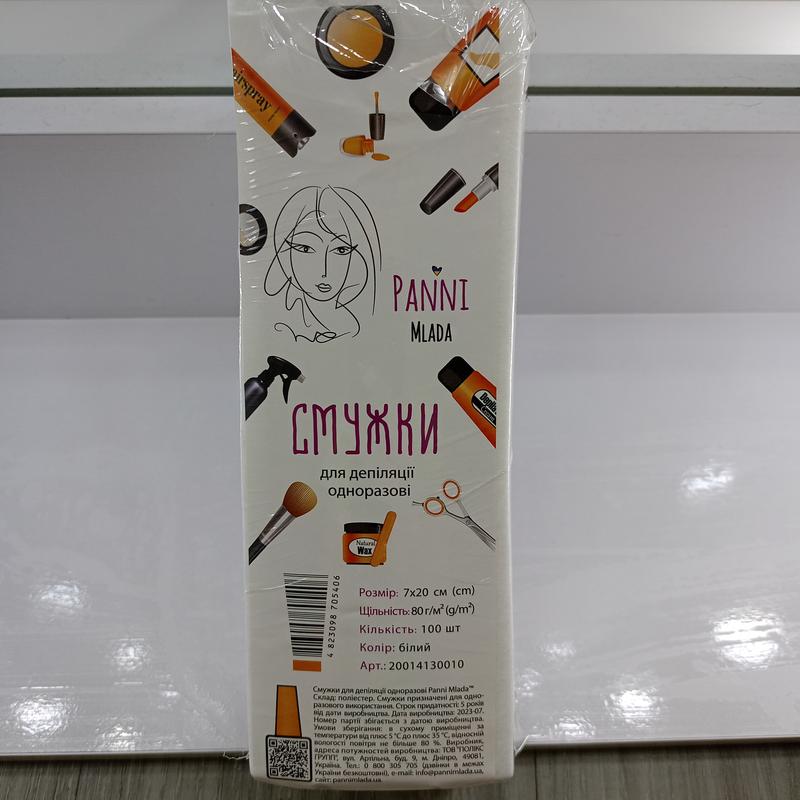 airspray
PANNI
MLADA
СМУЖКИ
для депіляції
одноразові
Natural
Wax
4 823098 705406
Розмір: 7x20 см (cm)
Щільність: 80 г/м² (g/m²)
Кількість: 100 шт
Колір: білий
Арт.: 20014130010
Смужки для депіляції одноразові Panni Mlada™
Склад: поліестер. Смужки призначені для одно-
разового використання. Строк придатності: 5 років
від дати виробництва. Дата виробництва: 2023-07.
Номер партії збігається з датою виробництва.
Умови зберігання: в сухому приміщенні за
температури від плюс 5 °C до плюс 35 °C, відносній
вологості повітря не більше 80 %. Виробник,
адреса потужностей виробництва: ТОВ "ПОЛІКС
ГРУПП", вул. Артільна, буд. 9, м. Дніпро, 49081,
Україна. Тел.: 0 800 305 705 (дзвінки в межах
України безкоштовні), e-mail: info@pannimlada.ua,
сайт: pannimlada.ua.